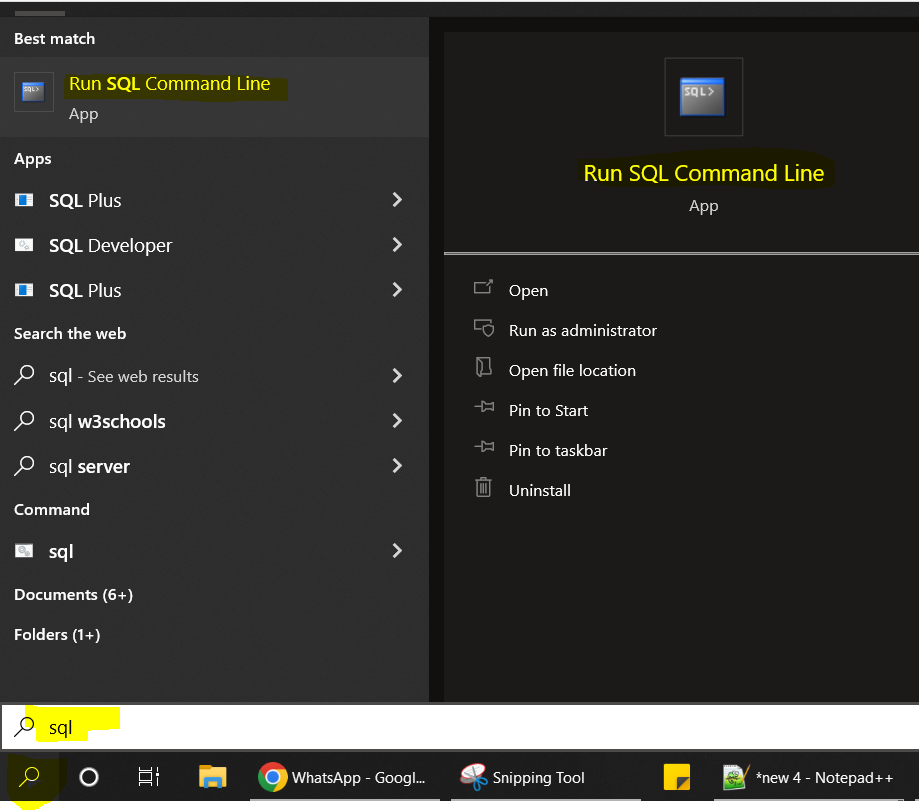 Best match
Run SQL Command Line
App
Apps
SQL Plus
SQL Developer
SQL Plus
Search the web
sql - See web results
sql w3schools
sql server
Command
sql
Documents (6+)
Folders (1+)
SQL>
Run SQL Command Line
App
Open
Run as administrator
Open file location
Pin to Start
Pin to taskbar
Uninstall
sql
WhatsApp - Googl...
Snipping Tool
*new 4 - Notepad++